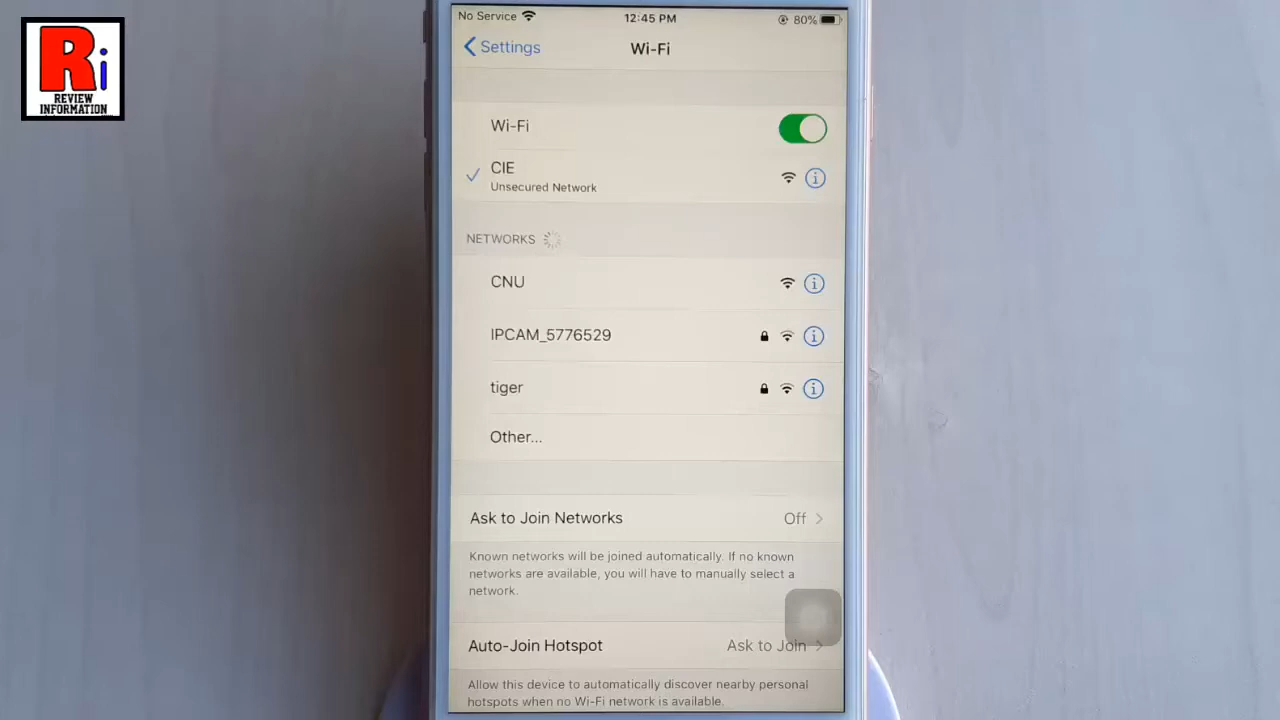 Ri
REVIEW
INFORMATION
No Service
12:45 PM
80%
Settings
Wi-Fi
Wi-Fi
CIE
Unsecured Network
NETWORKS
CNU
IPCAM_5776529
tiger
Other...
Ask to Join Networks
Off
Known networks will be joined automatically. If no known
networks are available, you will have to manually select a
network.
Auto-Join Hotspot
Ask to Join
Allow this device to automatically discover nearby personal
hotspots when no Wi-Fi network is available.